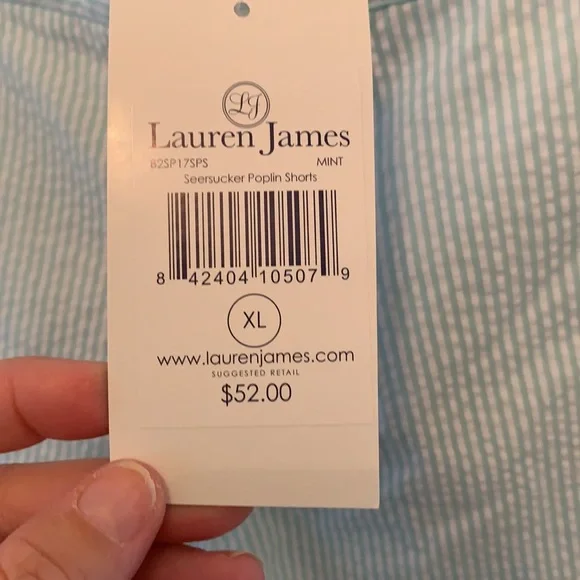 LJ
Lauren James
82SP17SPS MINT
Seersucker Poplin Shorts
8 42404 10507 9
XL
www.laurenjames.com
SUGGESTED RETAIL
$52.00